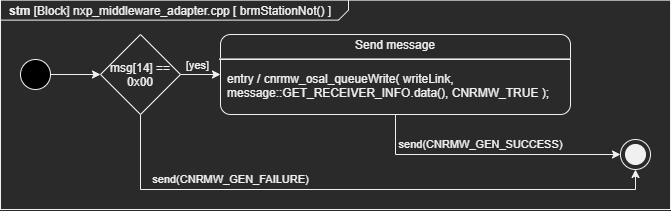 stm [Block] nxp_middleware_adapter.cpp [ brmStationNot() ]
Send message
msg[14] ==
0x00
[yes]
entry / cnrmw_osal_queueWrite( writeLink,
message::GET_RECEIVER_INFO.data(), CNRMW_TRUE );
send(CNRMW_GEN_SUCCESS)
send(CNRMW_GEN_FAILURE)